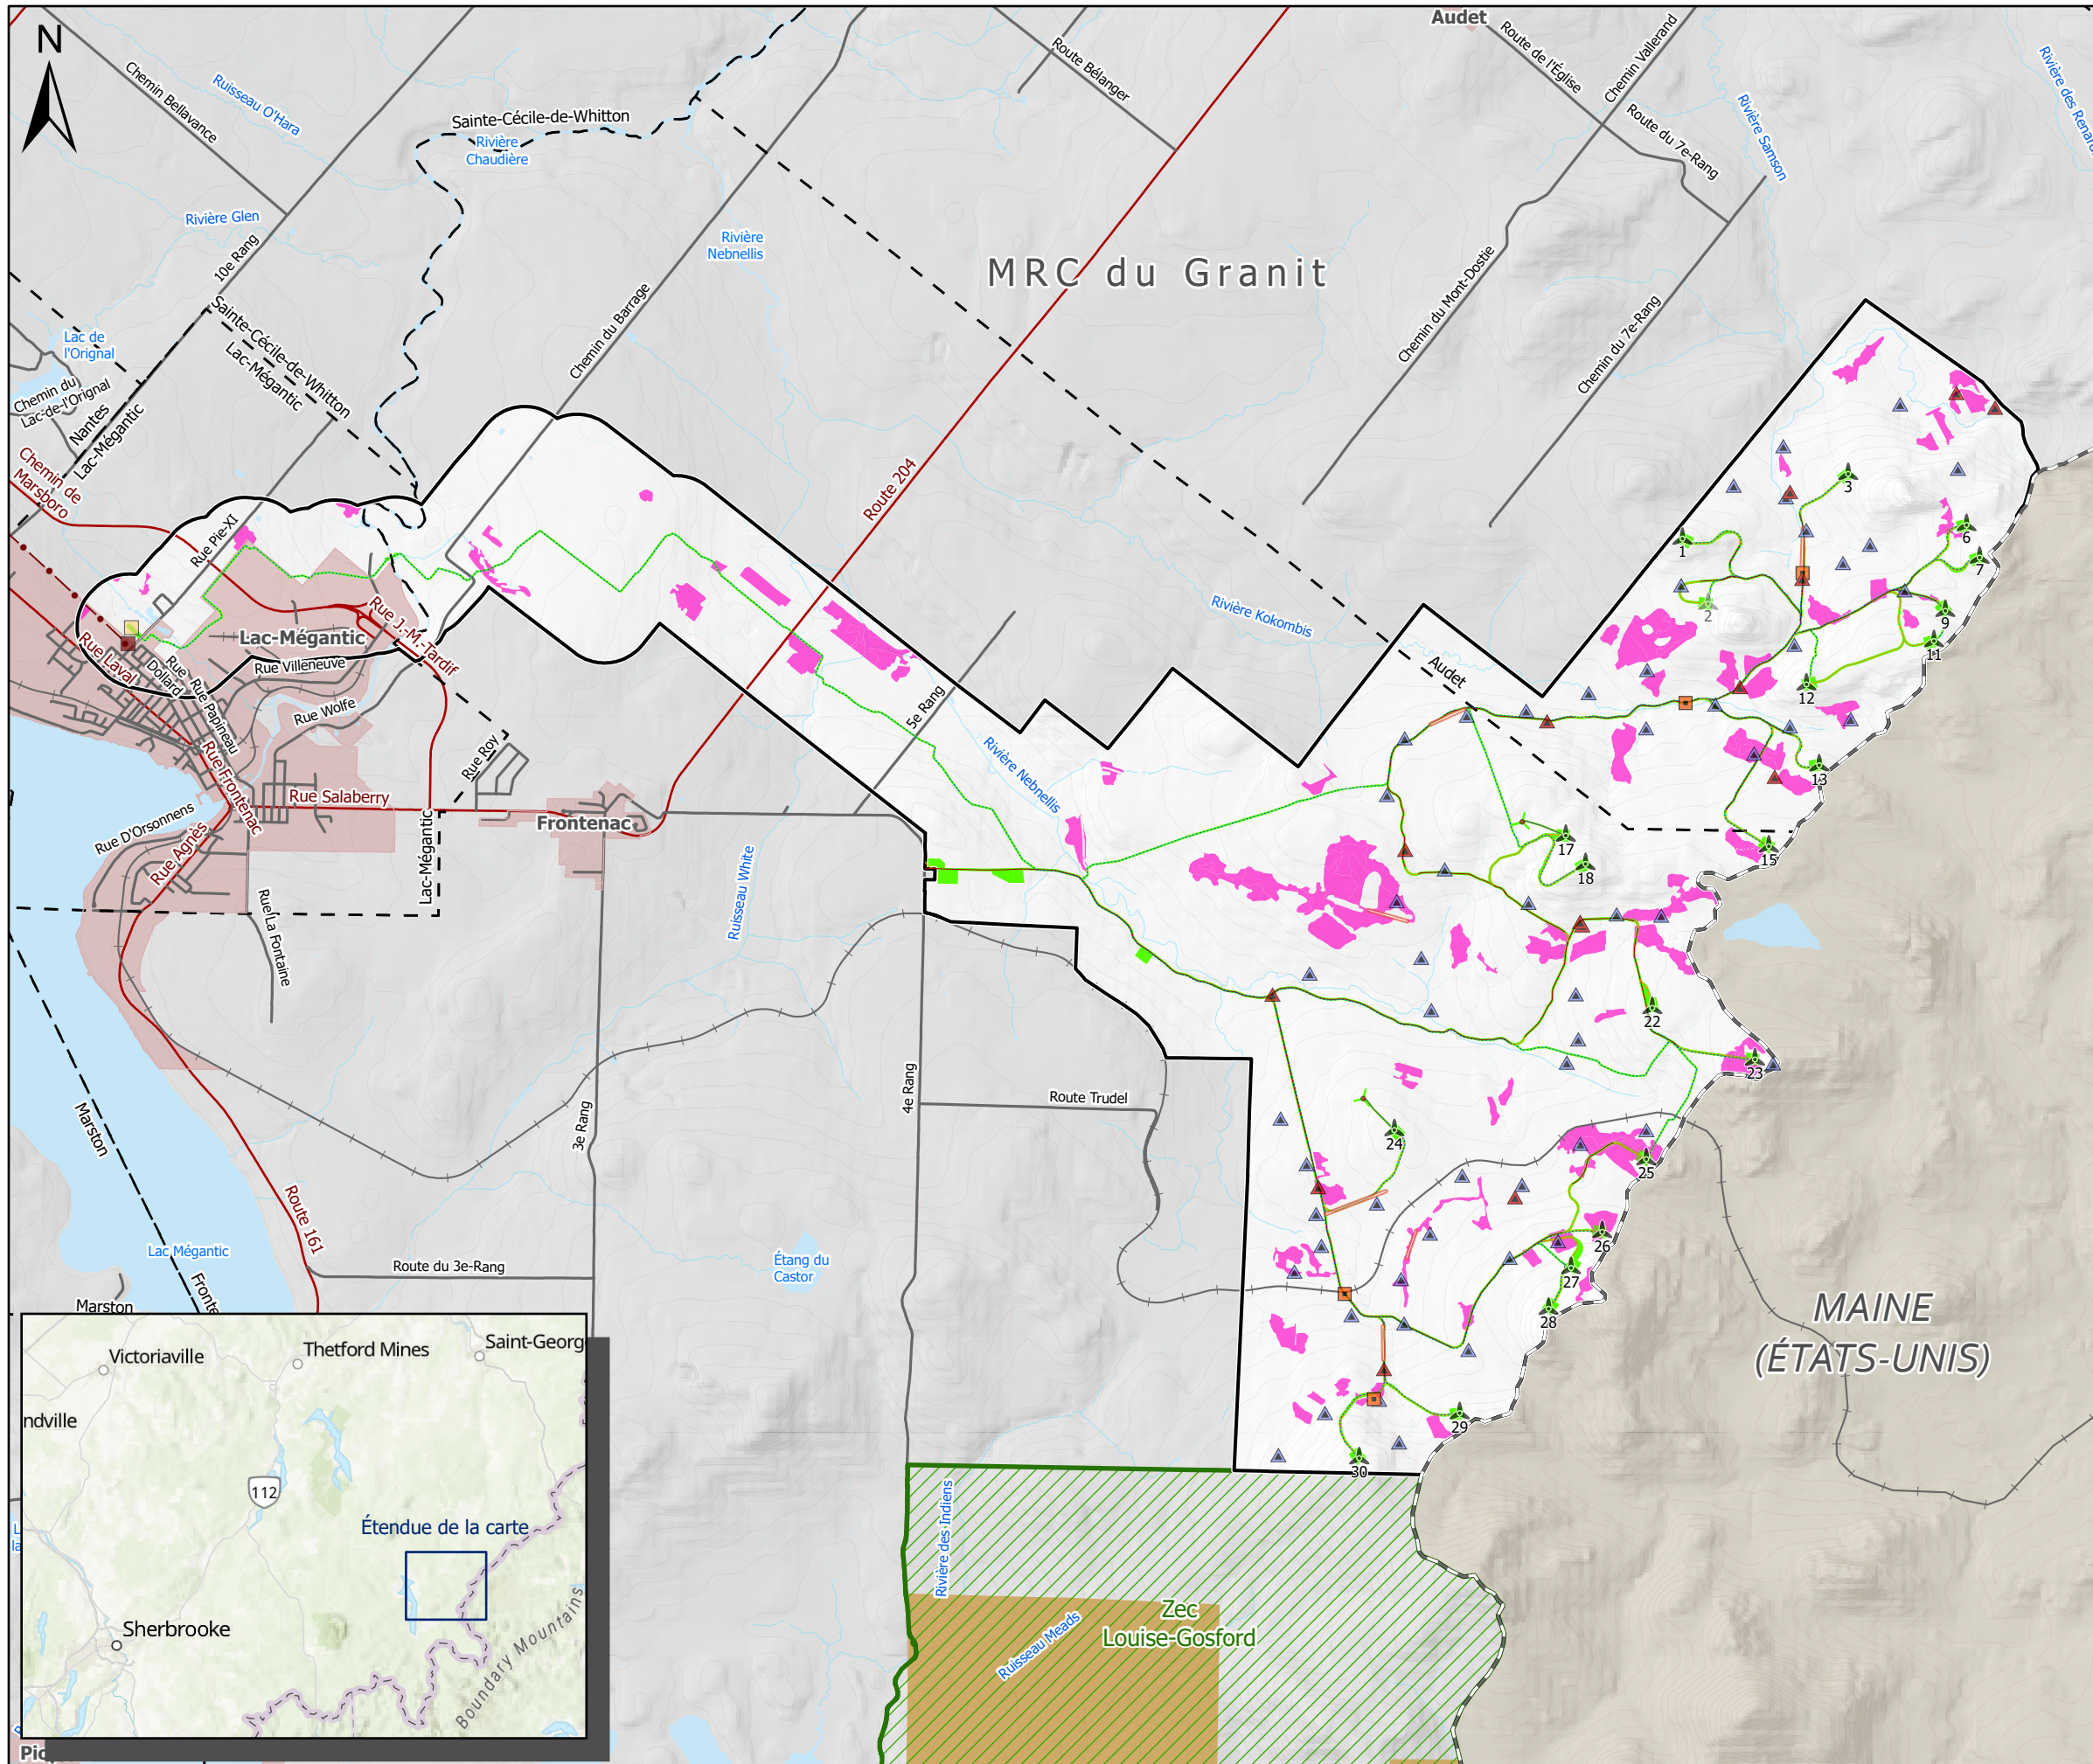 N
Audet
Chemin Bellavance
Ruisseau O'Hara
Sainte-Cécile-de-Whitton
Rivière
Chaudière
Route Bélanger
Route de l'Église
Chemin Vallerand
Route du 7e-Rang
Rivière Samson
Rivière des Renar
Rivière Glen
10e Rang
Rivière
Nebnellis
MRC du Granit
Chemin du Mont-Dostie
Chemin du 7e-Rang
Chemin du Barrage
Sainte-Cécile-de-Whitton
Lac-Mégantic
Lac de
l'Orignal
Chemin du
Lac-de-l'Orignal
Nantes
Lac-Mégantic
Chemin de
Marsboro
Rue Pie-XI
Route 204
Rue J.-M.-Tardif
Lac-Mégantic
Rue Villeneuve
Rue Laval
Rue
Dollard
Rue Papineau
Rue Wolfe
Rue Frontenac
Rue Roy
Rue Salaberry
Frontenac
Rue D'Orsonnens
Rue Agnès
Lac-Mégantic
Rue La Fontaine
Ruisseau White
5e Rang
Rivière Nebnellis
Rivière Kokombis
Audet
1
2
3
6
7
9
11
12
13
15
17
18
22
23
24
25
26
27
28
29
30
Marston
Lac Mégantic
Route 161
Fronte
Marston
Route du 3e-Rang
3e Rang
4e Rang
Route Trudel
Étang du
Castor
MAINE
(ÉTATS-UNIS)
Rivière des Indiens
Ruisseau Meads
Zec
Louise-Gosford
Victoriaville
Thetford Mines
Saint-Georg
ndville
112
Étendue de la carte
Sherbrooke
Boundary Mountains
L
la
Pio